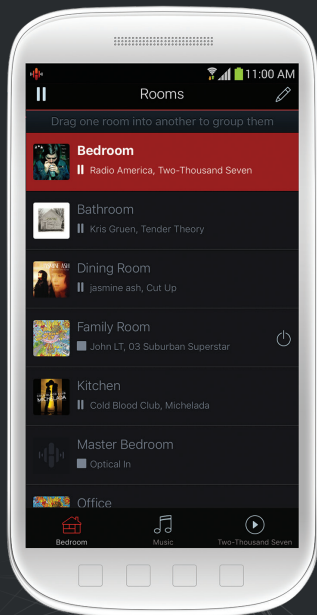 11:00 AM
Rooms
Drag one room into another to group them
Bedroom
Radio America, Two-Thousand Seven
Bathroom
Kris Gruen, Tender Theory
Dining Room
jasmine ash, Cut Up
Family Room
John LT, 03 Suburban Superstar
Kitchen
Cold Blood Club, Michelada
Master Bedroom
Optical In
Office
Bedroom
Music
Two-Thousand Seven